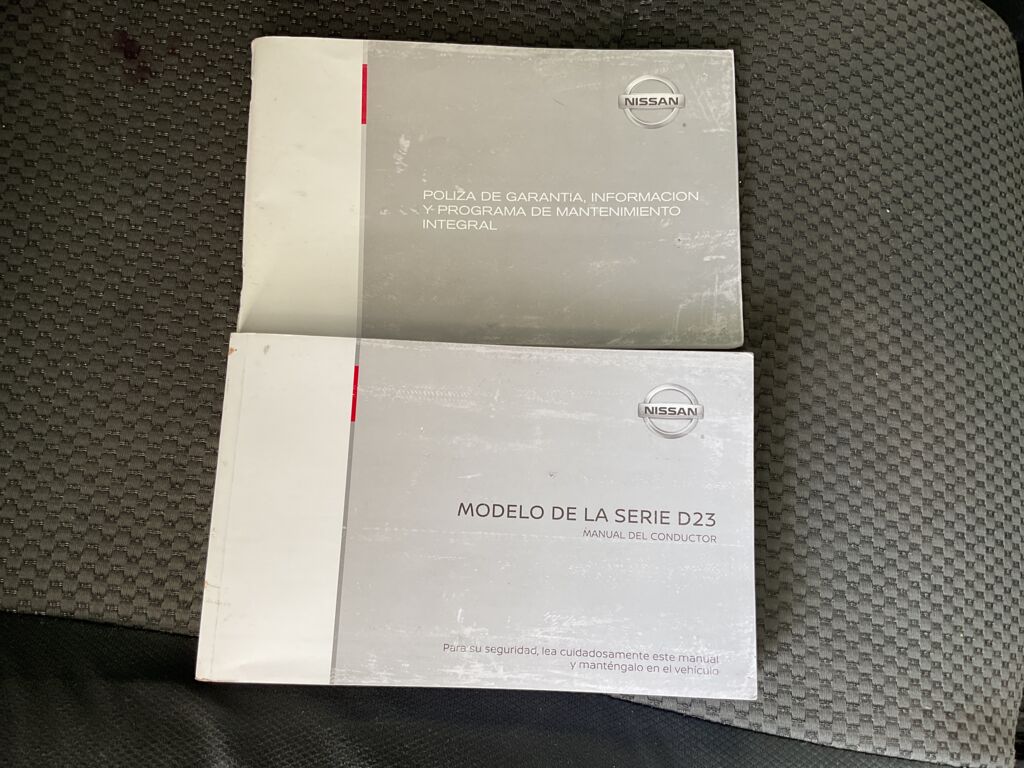 NISSAN
POLIZA DE GARANTIA, INFORMACION
Y PROGRAMA DE MANTENIMIENTO
INTEGRAL
NISSAN
MODELO DE LA SERIE D23
MANUAL DEL CONDUCTOR
Para su seguridad, lea cuidadosamente este manual
y manténgalo en el vehículo